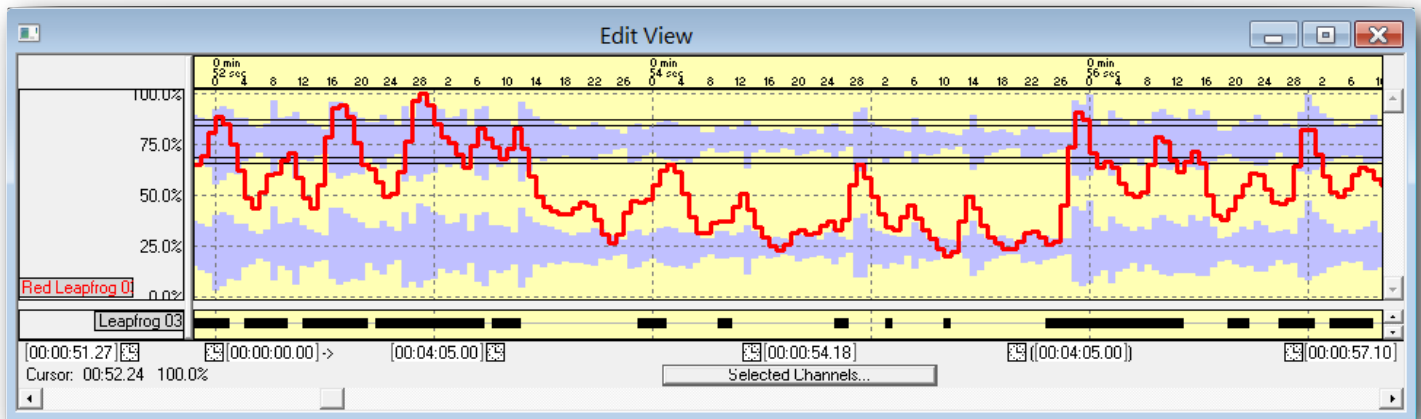 Edit View
0 min 0 min 0 min
52 sec 54 sec 56 sec
0 4 8 12 16 20 24 28 2 6 10 14 18 22 26 0 4 8 12 16 20 24 28 2 6 10 14 18 22 26 0 4 8 12 16 20 24 28 2 6 1
100.0%
75.0%
50.0%
25.0%
Red Leapfrog 0 0.0%
Leapfrog 03
[00:00:51.27] [00:00:00.00] -> [00:04:05.00] [00:00:54.18] ([00:04:05.00]) [00:00:57.10]
Cursor: 00:52.24 100.0% Selected Channels...